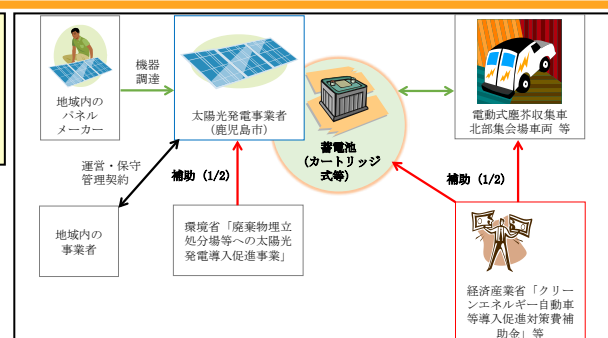 地域内の
パネル
メーカー
機器
調達
太陽光発電事業者
(鹿児島市)
蓄電池
(カートリッジ
式等)
電動式塵芥収集車
北部集会場車両 等
運営・保守
管理契約
補助（1/2）
補助（1/2）
地域内の
事業者
環境省「廃棄物埋立
処分場等への太陽光
発電導入促進事業」
経済産業省「クリー
ンエネルギー自動車
等導入促進対策費補
助金」等